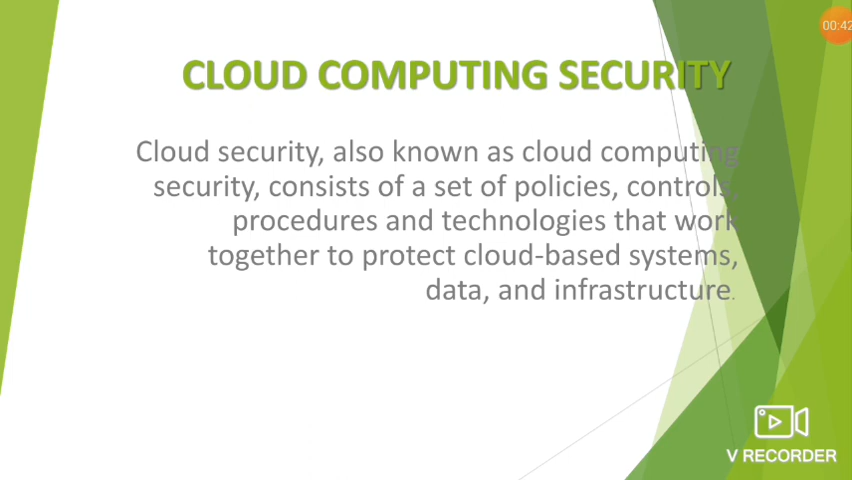 00:42
CLOUD COMPUTING SECURITY
Cloud security, also known as cloud computing
security, consists of a set of policies, controls,
procedures and technologies that work
together to protect cloud-based systems,
data, and infrastructure.
V RECORDER